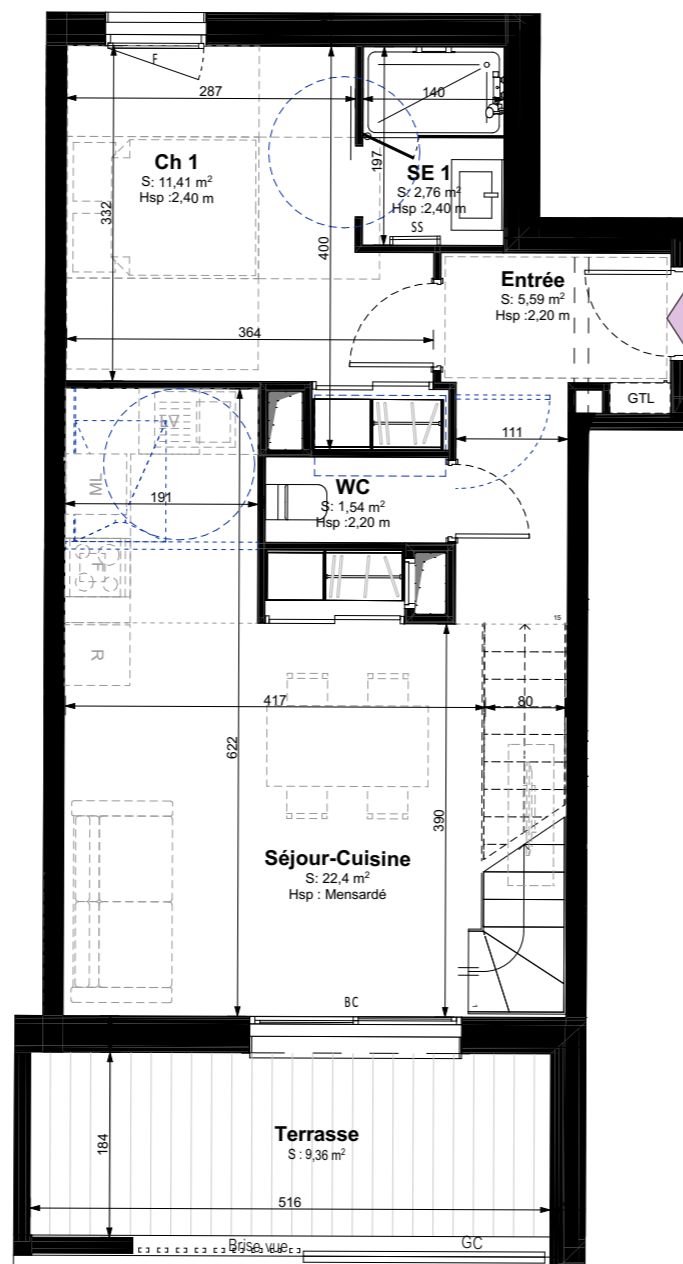 F
287
140
Ch 1
S: 11,41 m²
Hsp :2,40 m
197
SE 1
S: 2,76 m²
Hsp :2,40 m
SS
332
400
Entrée
S: 5,59 m²
Hsp :2,20 m
364
GTL
LV
ML
191
111
WC
S: 1,54 m²
Hsp :2,20 m
F
R
15
417
80
622
390
Séjour-Cuisine
S: 22,4 m²
Hsp : Mensardé
BC
1
184
Terrasse
S : 9,36 m²
516
Brise vue
GC